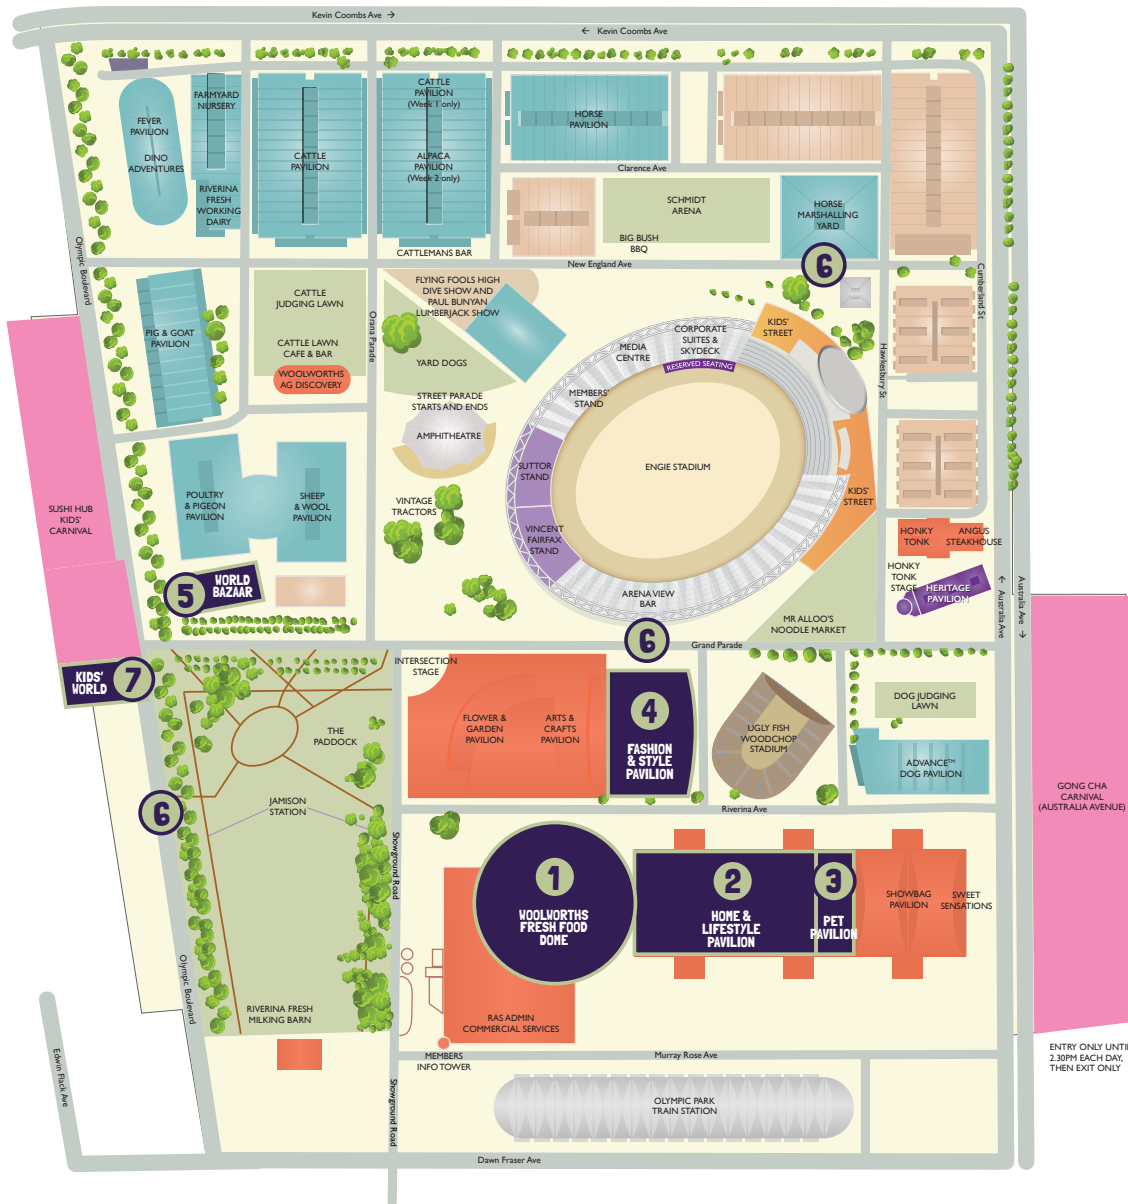 Kevin Coombs Ave →
← Kevin Coombs Ave
FEVER
PAVILION
DINO
ADVENTURES
FARMYARD
NURSERY
RIVERINA
FRESH
WORKING
DAIRY
CATTLE
PAVILION
CATTLE
PAVILION
(Week 1 only)
ALPACA
PAVILION
(Week 2 only)
CATTLEMANS BAR
HORSE
PAVILION
Clarence Ave
SCHMIDT
ARENA
BIG BUSH
BBQ
HORSE
MARSHALLING
YARD
6
New England Ave
Olympic Boulevard
Orana Parade
Cumberland St
Hawkesbury St
PIG & GOAT
PAVILION
CATTLE
JUDGING LAWN
CATTLE LAWN
CAFE & BAR
WOOLWORTHS
AG DISCOVERY
FLYING FOOLS HIGH
DIVE SHOW AND
PAUL BUNYAN
LUMBERJACK SHOW
YARD DOGS
STREET PARADE
STARTS AND ENDS
AMPHITHEATRE
VINTAGE
TRACTORS
MEDIA
CENTRE
CORPORATE
SUITES &
SKYDECK
RESERVED SEATING
MEMBERS'
STAND
SUTTOR
STAND
VINCENT
FAIRFAX
STAND
ENGIE STADIUM
ARENA VIEW
BAR
KIDS'
STREET
KIDS'
STREET
MR ALLOO'S
NOODLE MARKET
HONKY
TONK
ANGUS
STEAKHOUSE
HONKY
TONK
STAGE
HERITAGE
PAVILION
← Australia Ave
Australia Ave →
SUSHI HUB
KIDS'
CARNIVAL
POULTRY
& PIGEON
PAVILION
SHEEP
& WOOL
PAVILION
5
WORLD
BAZAAR
6
Grand Parade
KIDS'
WORLD
7
INTERSECTION
STAGE
THE
PADDOCK
JAMISON
STATION
6
FLOWER &
GARDEN
PAVILION
ARTS &
CRAFTS
PAVILION
4
FASHION
& STYLE
PAVILION
UGLY FISH
WOODCHOP
STADIUM
DOG JUDGING
LAWN
ADVANCE™
DOG PAVILION
GONG CHA
CARNIVAL
(AUSTRALIA AVENUE)
Riverina Ave
Showground Road
1
WOOLWORTHS
FRESH FOOD
DOME
2
HOME &
LIFESTYLE
PAVILION
3
PET
PAVILION
SHOWBAG
PAVILION
SWEET
SENSATIONS
Olympic Boulevard
RIVERINA FRESH
MILKING BARN
RAS ADMIN
COMMERCIAL SERVICES
MEMBERS
INFO TOWER
Murray Rose Ave
ENTRY ONLY UNTIL
2.30PM EACH DAY,
THEN EXIT ONLY
Edwin Flack Ave
Showground Road
OLYMPIC PARK
TRAIN STATION
Dawn Fraser Ave